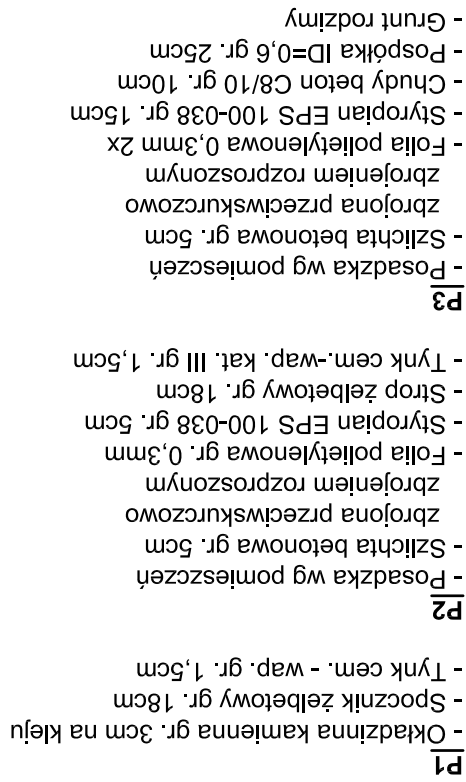 P1
- Okładzinna kamienna gr. 3cm na kleju
- Spocznik żelbetowy gr. 18cm
- Tynk cem. - wap. gr. 1,5cm
P2
- Posadzka wg pomieszczeń
- Szlichta betonowa gr. 5cm
zbrojona przeciwskurczowo
zbrojeniem rozproszonym
- Folia polietylenowa gr. 0,3mm
- Styropian EPS 100-038 gr. 5cm
- Strop żelbetowy gr. 18cm
- Tynk cem.-wap. kat. III gr. 1,5cm
P3
- Posadzka wg pomiesczeń
- Szlichta betonowa gr. 5cm
zbrojona przeciwskurczowo
zbrojeniem rozproszonym
- Folia polietylenowa 0,3mm 2x
- Styropian EPS 100-038 gr. 15cm
- Chudy beton C8/10 gr. 10cm
- Pospółka ID=0,6 gr. 25cm
- Grunt rodzimy